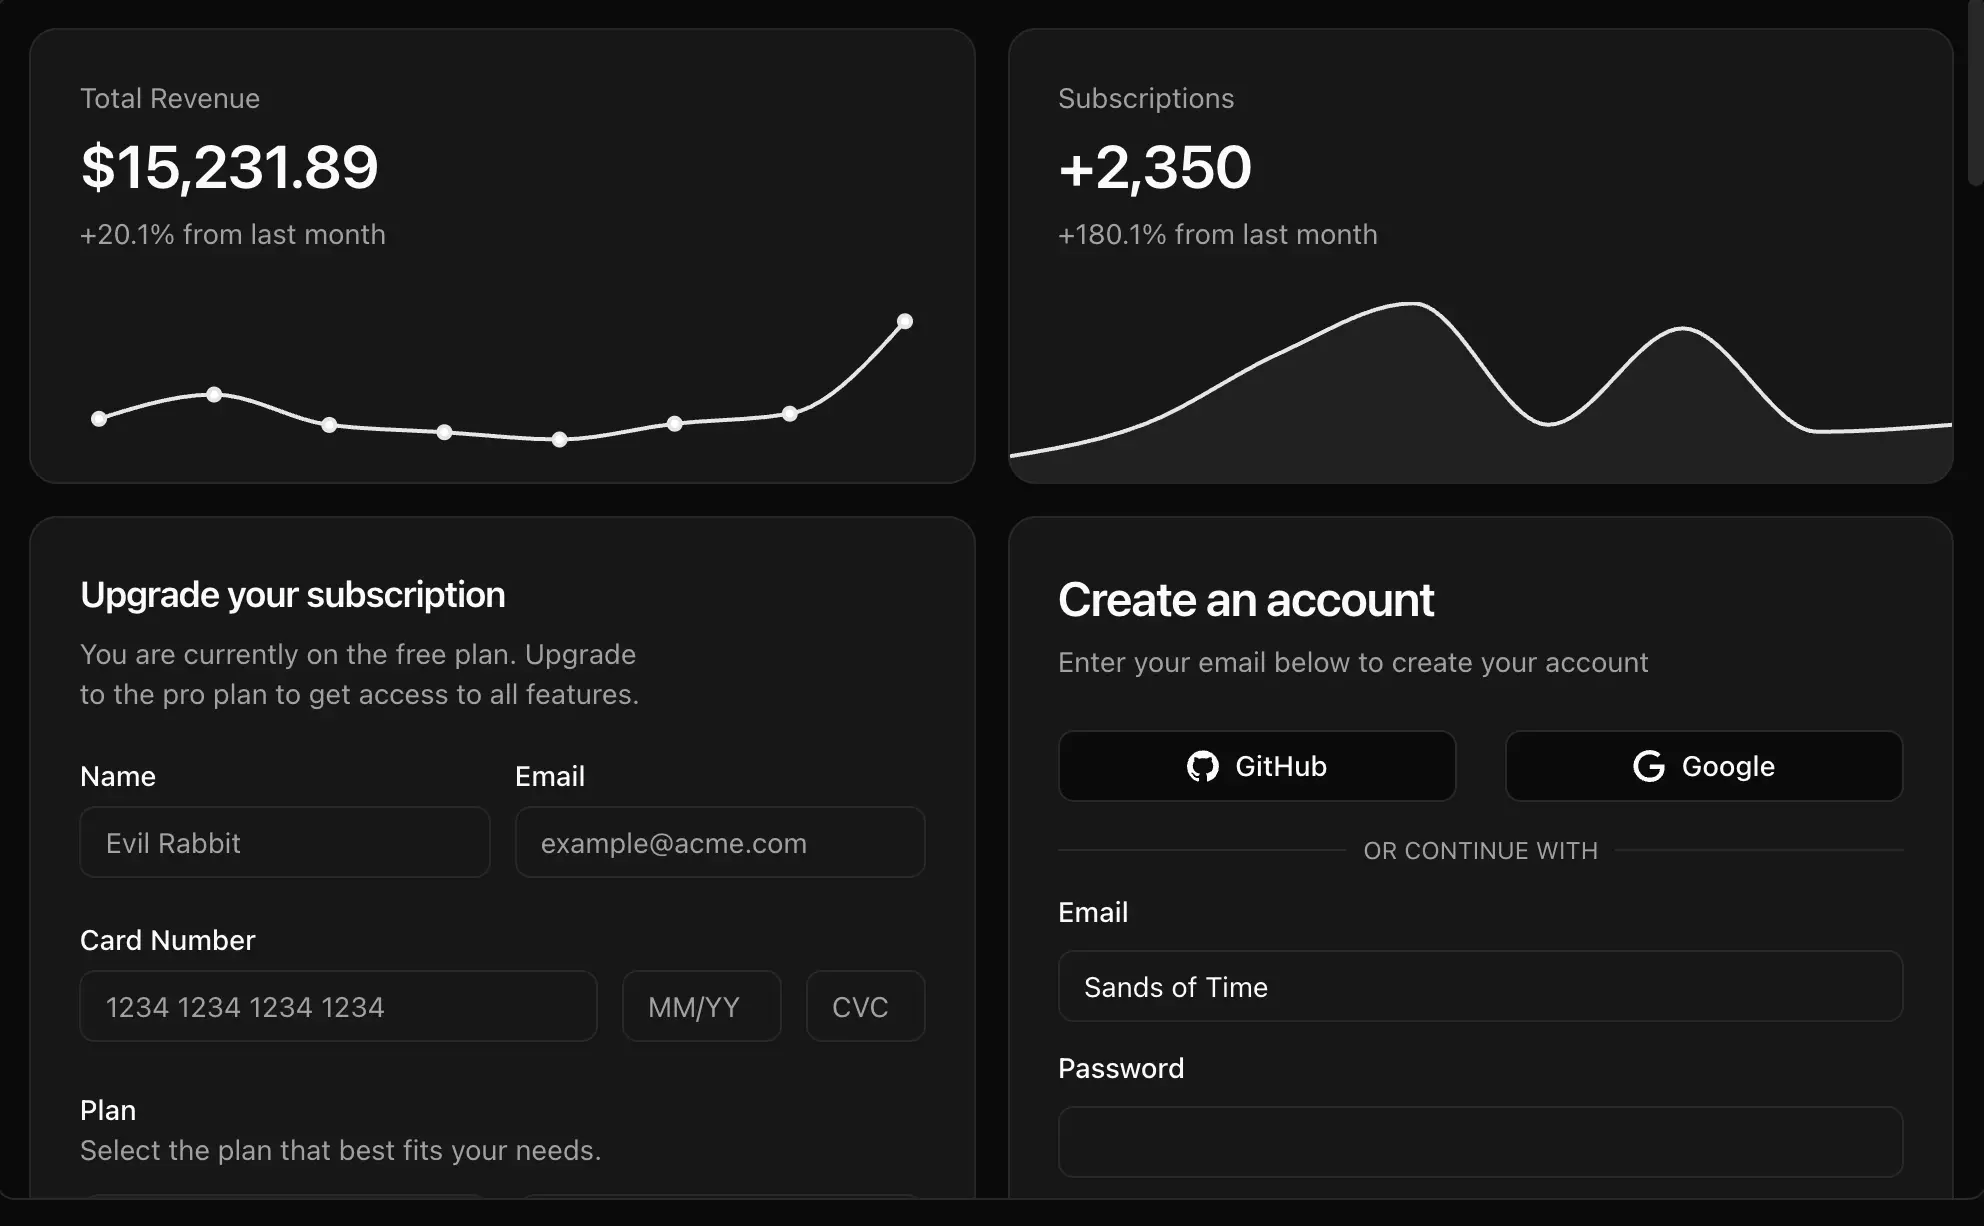 Total Revenue
$15,231.89
+20.1% from last month
Subscriptions
+2,350
+180.1% from last month
Upgrade your subscription
You are currently on the free plan. Upgrade
to the pro plan to get access to all features.
Name
Email
Evil Rabbit
example@acme.com
Card Number
1234 1234 1234 1234
MM/YY
CVC
Plan
Select the plan that best fits your needs.
Create an account
Enter your email below to create your account
GitHub
Google
OR CONTINUE WITH
Email
Sands of Time
Password